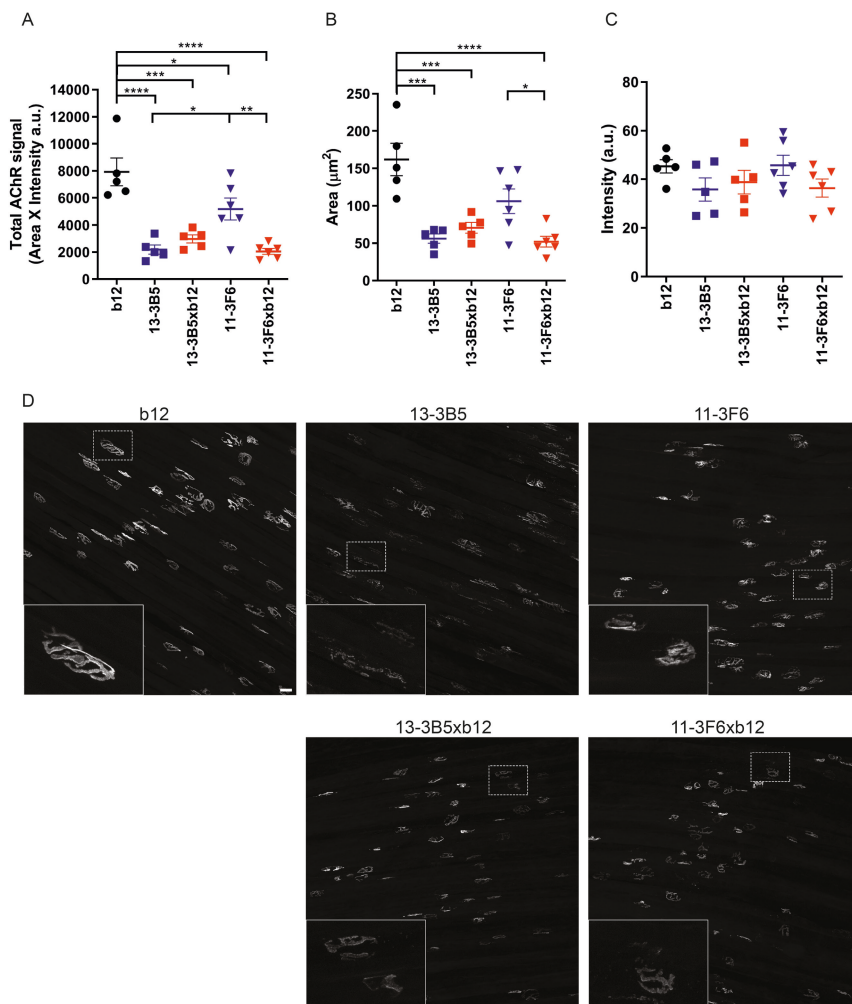 A
Total AChR signal
(Area X Intensity a.u.)
14000
12000
10000
8000
6000
4000
2000
0
****
*
***
****
*
**
b12
13-3B5
13-3B5xb12
11-3F6
11-3F6xb12
B
Area (µm²)
250
200
150
100
50
0
****
***
***
*
b12
13-3B5
13-3B5xb12
11-3F6
11-3F6xb12
C
Intensity (a.u.)
80
60
40
20
0
b12
13-3B5
13-3B5xb12
11-3F6
11-3F6xb12
D
b12
13-3B5
11-3F6
13-3B5xb12
11-3F6xb12